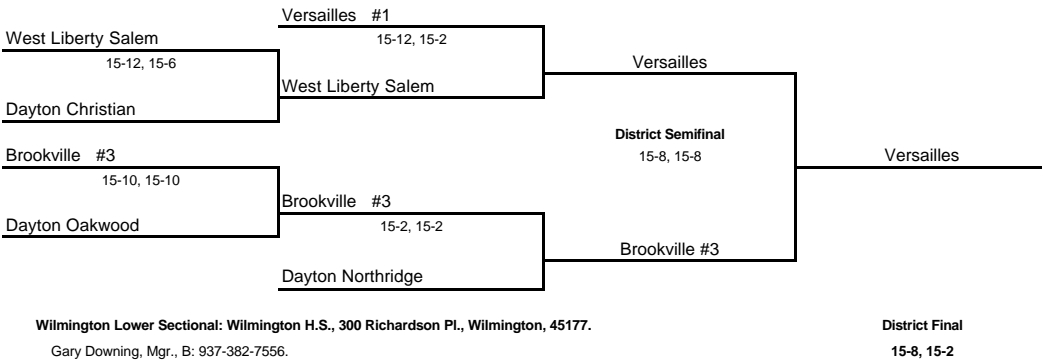 Versailles #1
West Liberty Salem
15-12, 15-2
15-12, 15-6
Versailles
West Liberty Salem
Dayton Christian
District Semifinal
Brookville #3
15-8, 15-8
Versailles
15-10, 15-10
Brookville #3
Dayton Oakwood
15-2, 15-2
Brookville #3
Dayton Northridge
Wilmington Lower Sectional: Wilmington H.S., 300 Richardson Pl., Wilmington, 45177.
District Final
Gary Downing, Mgr., B: 937-382-7556.
15-8, 15-2